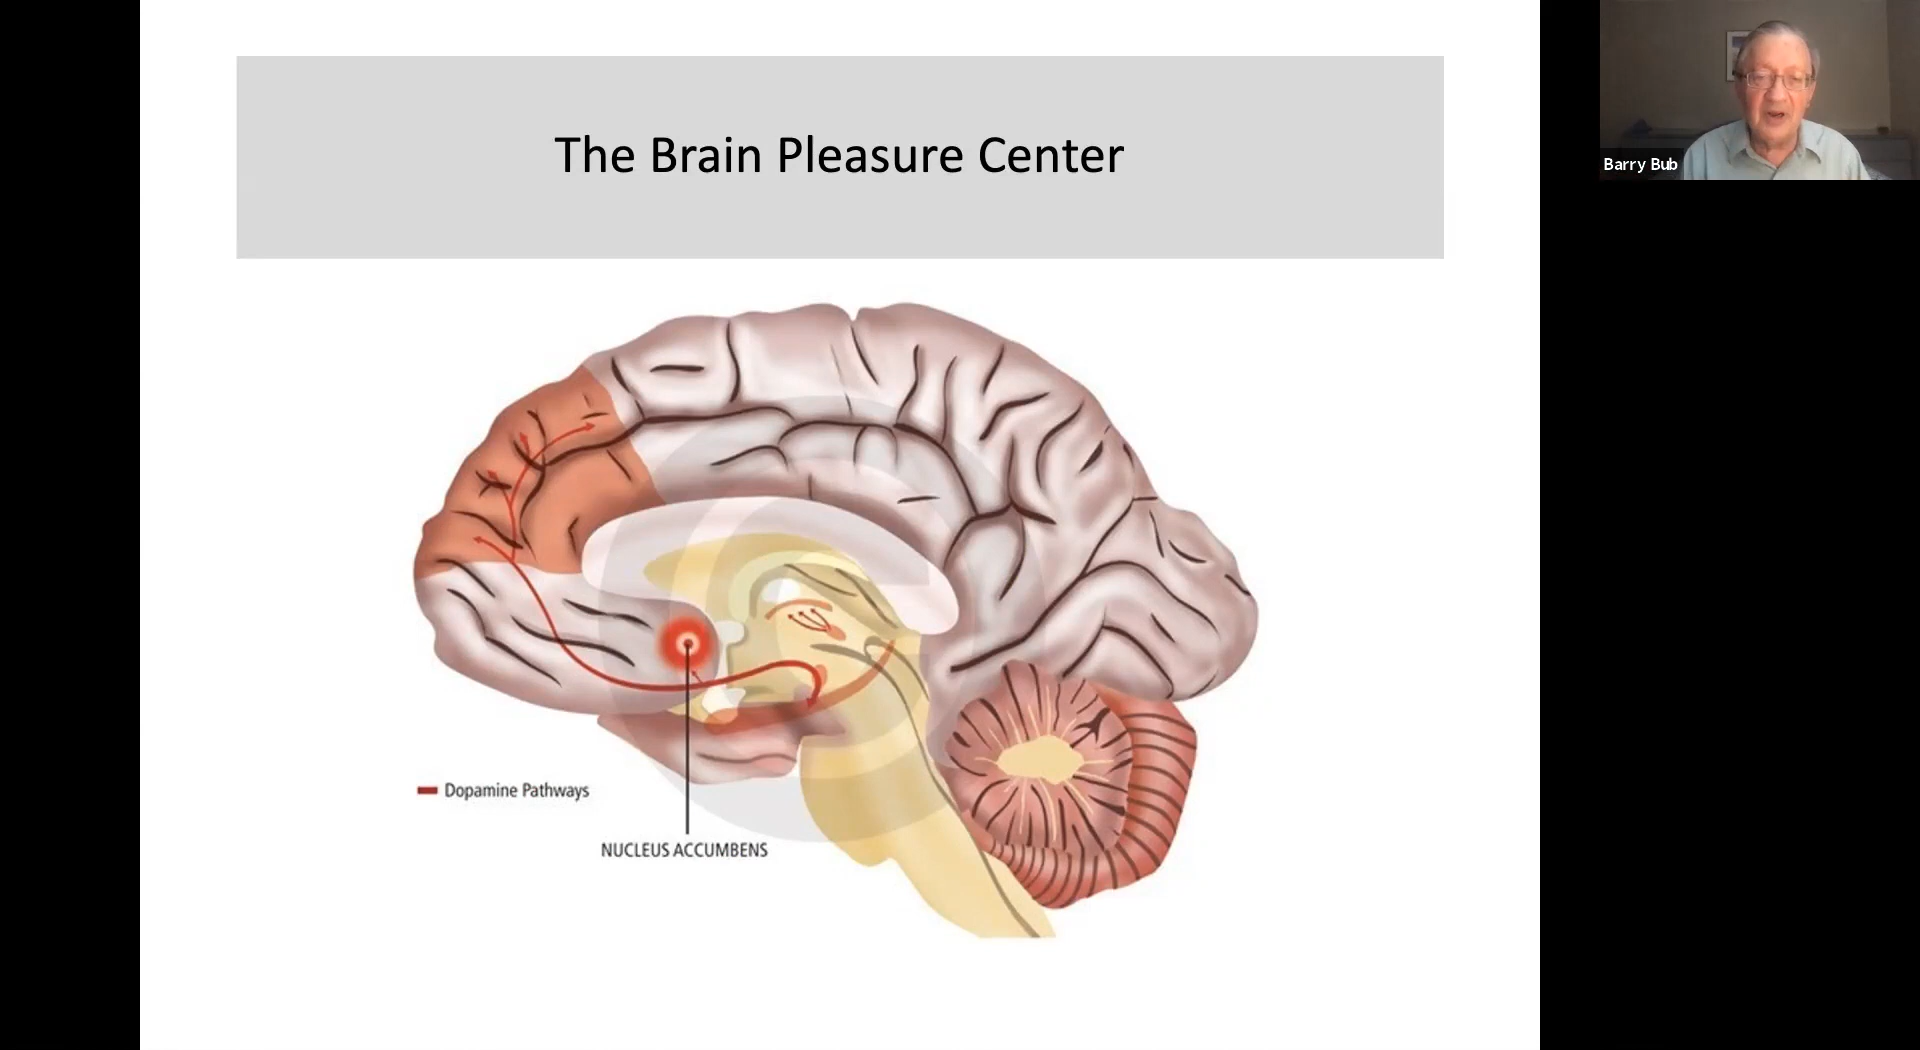 The Brain Pleasure Center
Barry Bub
Dopamine Pathways
NUCLEUS ACCUMBENS